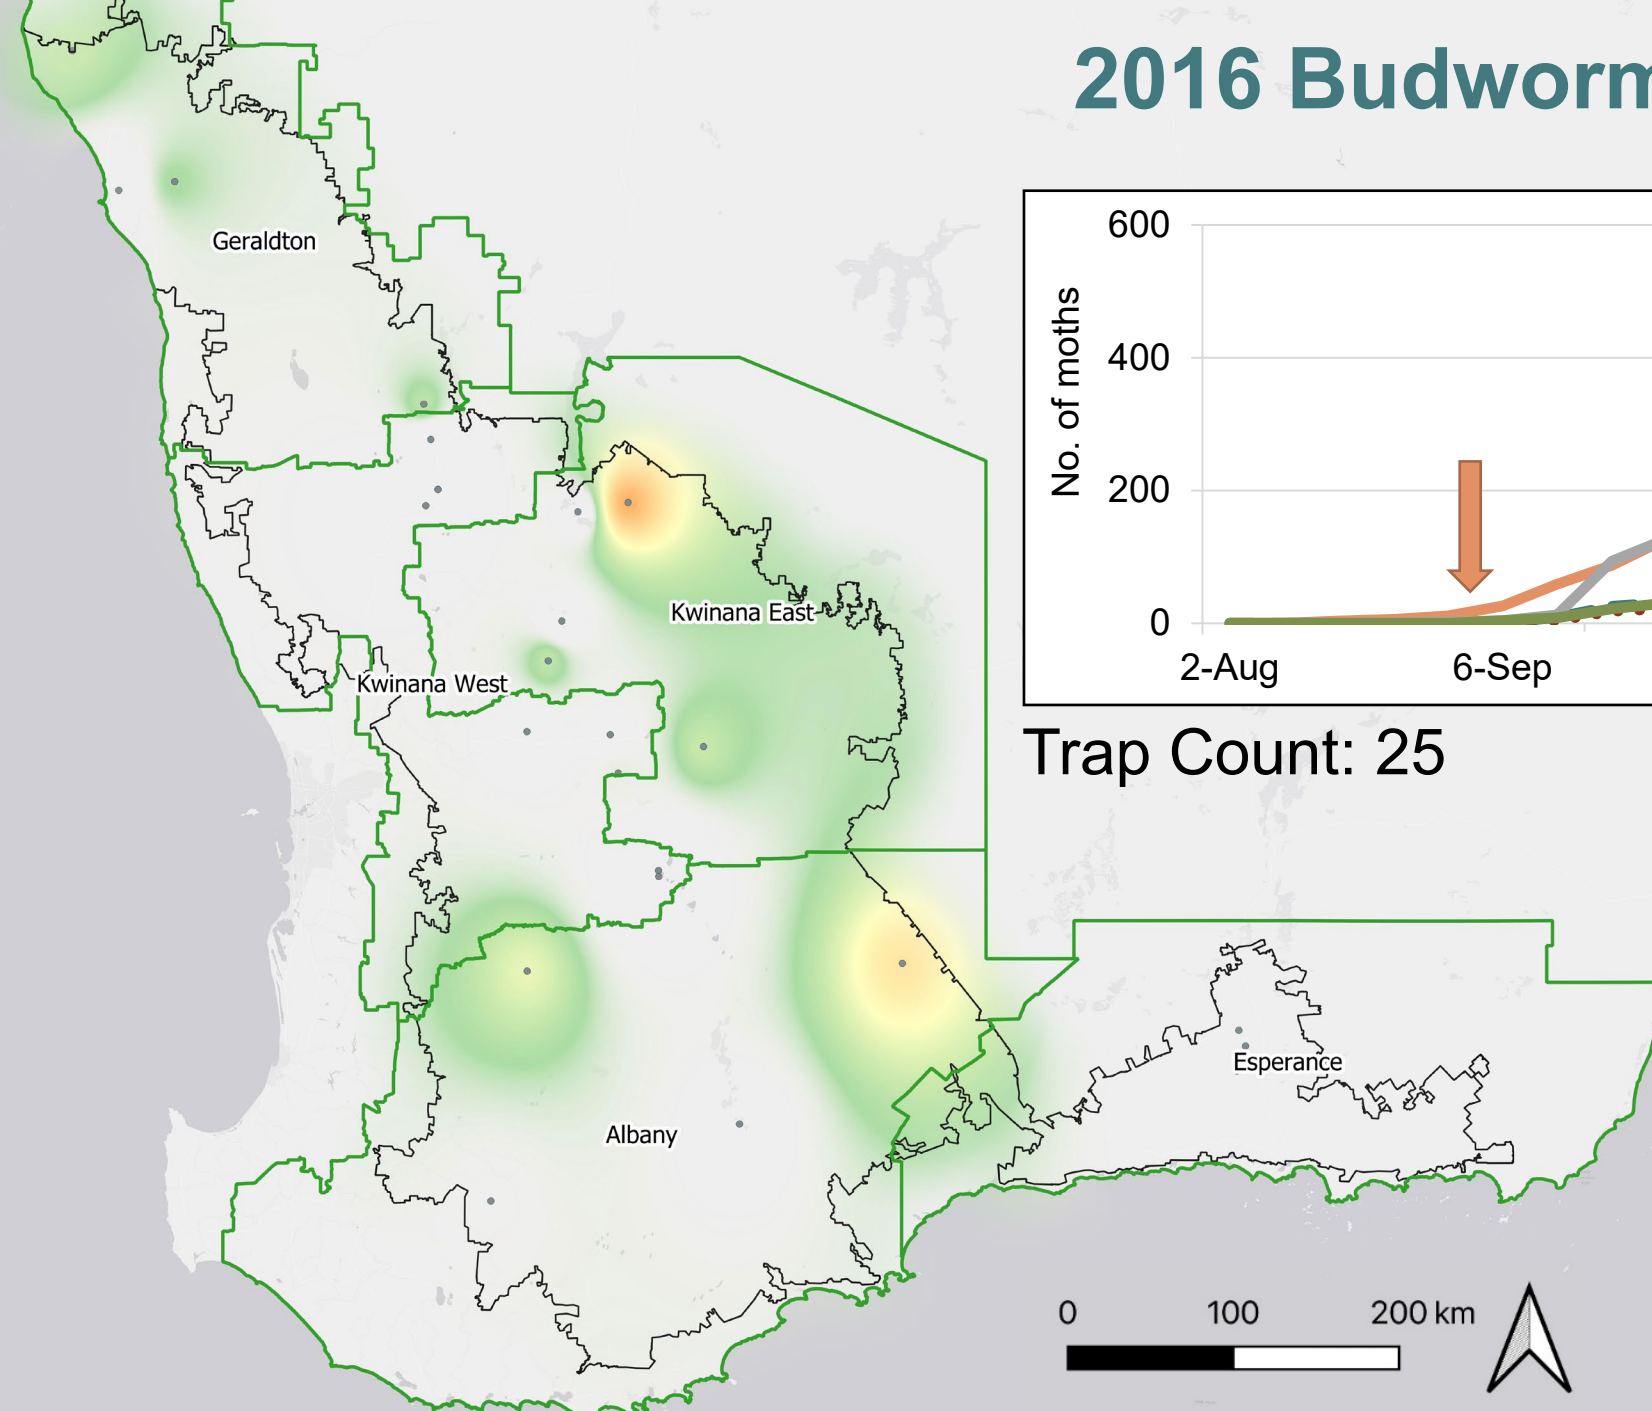 2016 Budworm
Geraldton
Kwinana East
Kwinana West
Albany
Esperance
No. of moths
600
400
200
0
2-Aug
6-Sep
Trap Count: 25
0
100
200 km